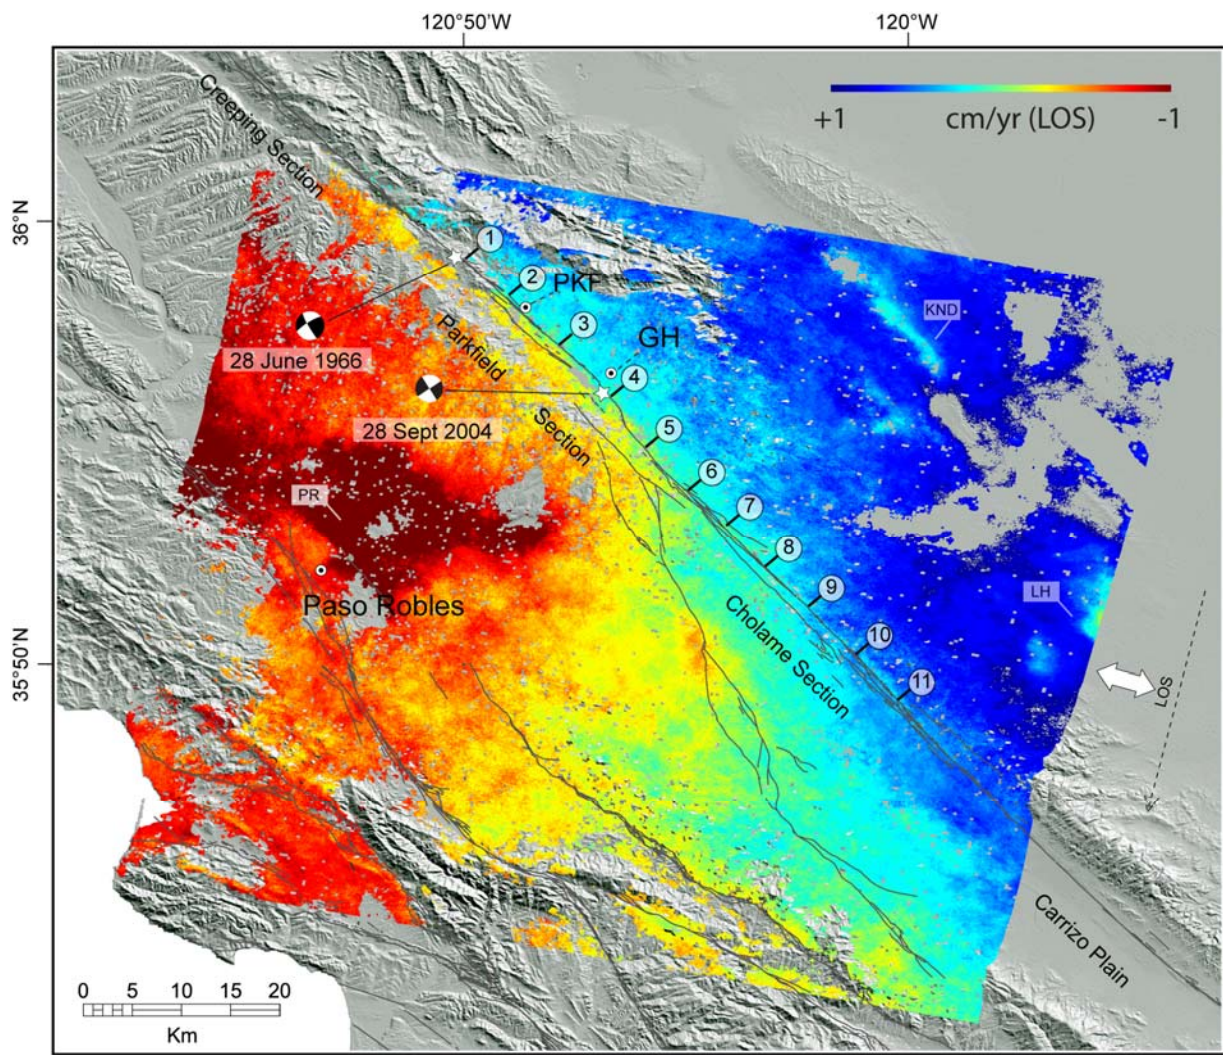 120°50'W
120°W
Creeping Section
+1 cm/yr (LOS) -1
36°N
1
2
PKF
3
GH
KND
Parkfield
28 June 1966
4
28 Sept 2004
Section
5
6
PR
7
8
9
LH
Paso Robles
Cholame Section
10
35°50'N
11
LOS
Carrizo Plain
0 5 10 15 20
Km